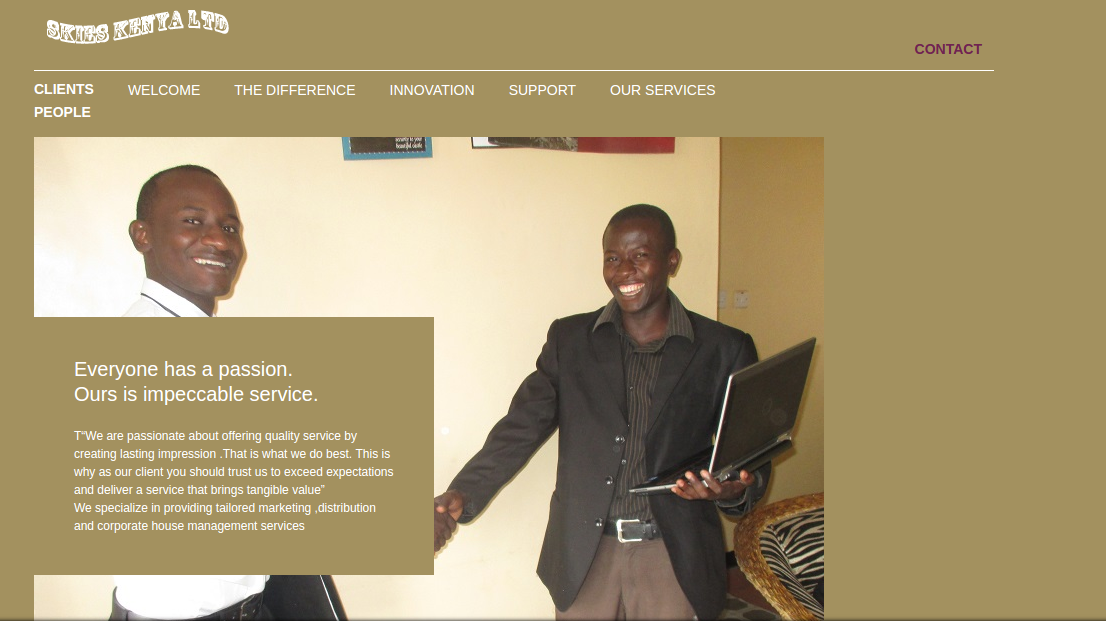 SKIES KENYA LTD
CONTACT
CLIENTS
WELCOME
THE DIFFERENCE
INNOVATION
SUPPORT
OUR SERVICES
PEOPLE
Everyone has a passion.
Ours is impeccable service.
T“We are passionate about offering quality service by
creating lasting impression .That is what we do best. This is
why as our client you should trust us to exceed expectations
and deliver a service that brings tangible value”
We specialize in providing tailored marketing ,distribution
and corporate house management services